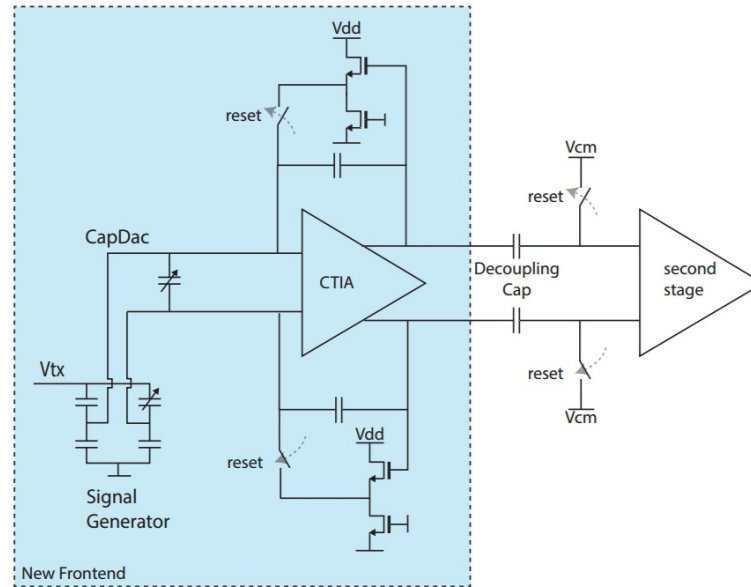 Vdd
reset
Vcm
reset
CapDac
CTIA
Decoupling
Cap
second
stage
Vtx
reset
Vdd
Vcm
reset
Signal
Generator
New Frontend